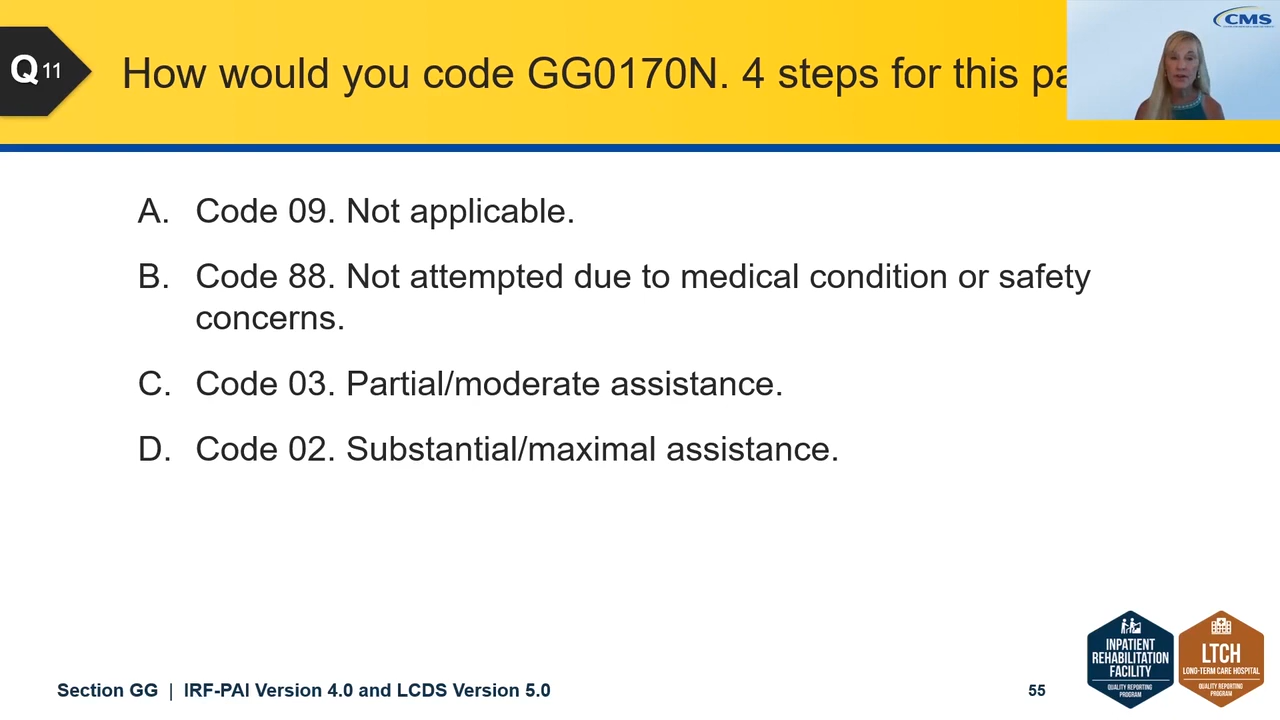 Q11
How would you code GG0170N. 4 steps for this pa
CMS
A. Code 09. Not applicable.
B. Code 88. Not attempted due to medical condition or safety
concerns.
C. Code 03. Partial/moderate assistance.
D. Code 02. Substantial/maximal assistance.
INPATIENT
REHABILITATION
FACILITY
QUALITY REPORTING
PROGRAM
LTCH
LONG-TERM CARE HOSPITAL
QUALITY REPORTING
PROGRAM
Section GG | IRF-PAI Version 4.0 and LCDS Version 5.0
55